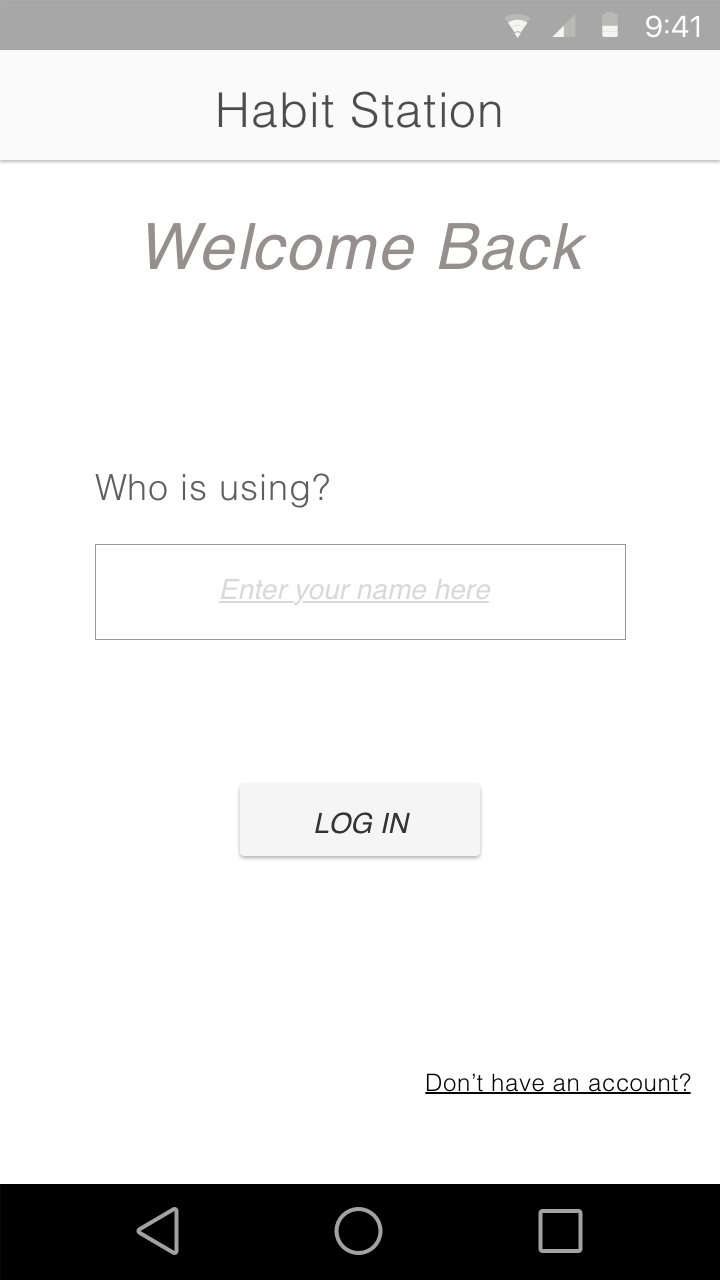 9:41
Habit Station
Welcome Back
Who is using?
Enter your name here
LOG IN
Don’t have an account?